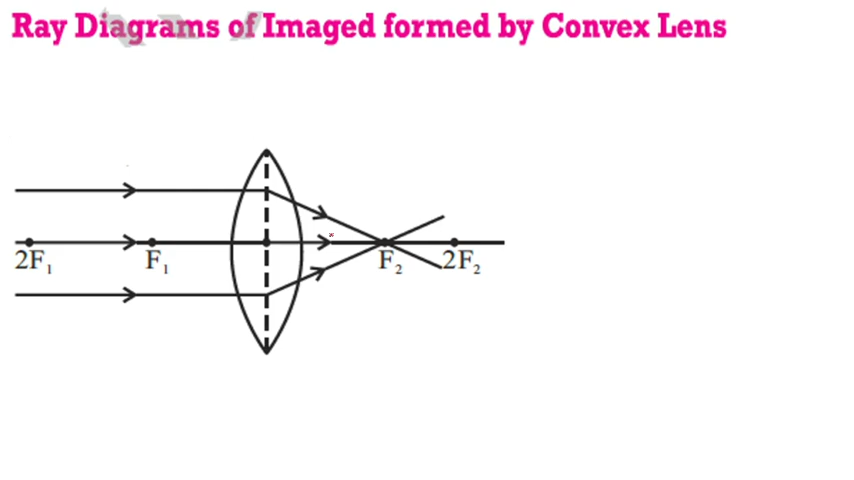 Ray Diagrams of Imaged formed by Convex Lens
2F₁ F₁ F₂ 2F₂